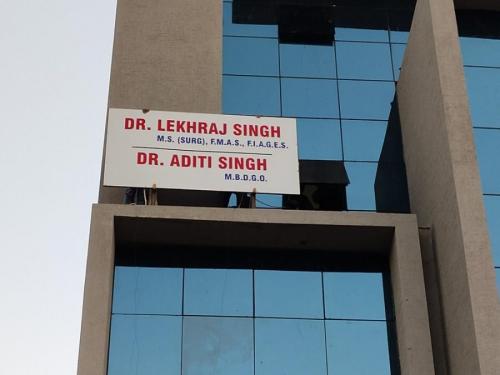 DR. LEKHRAJ SINGH
M.S. (SURG), F.M.A.S., F.I.A.G.E.S.
DR. ADITI SINGH
M.B.D.G.O.